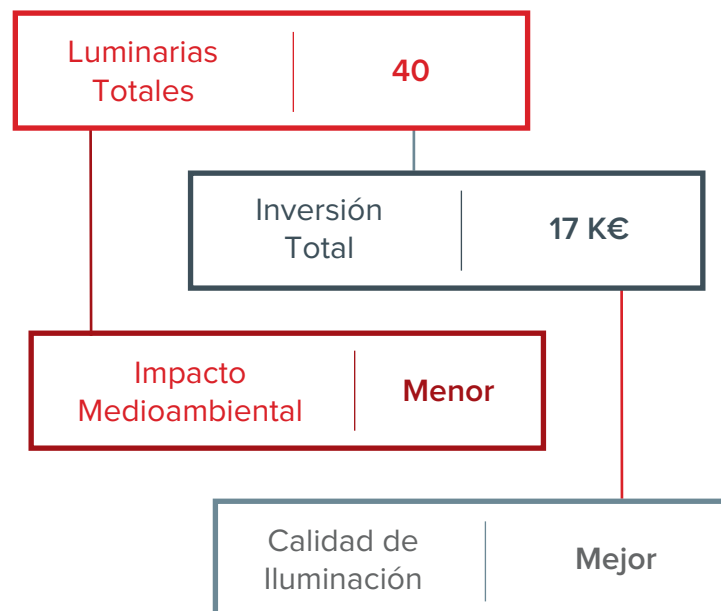 Luminarias
Totales
40
Inversión
Total
17 K€
Impacto
Medioambiental
Menor
Calidad de
Iluminación
Mejor